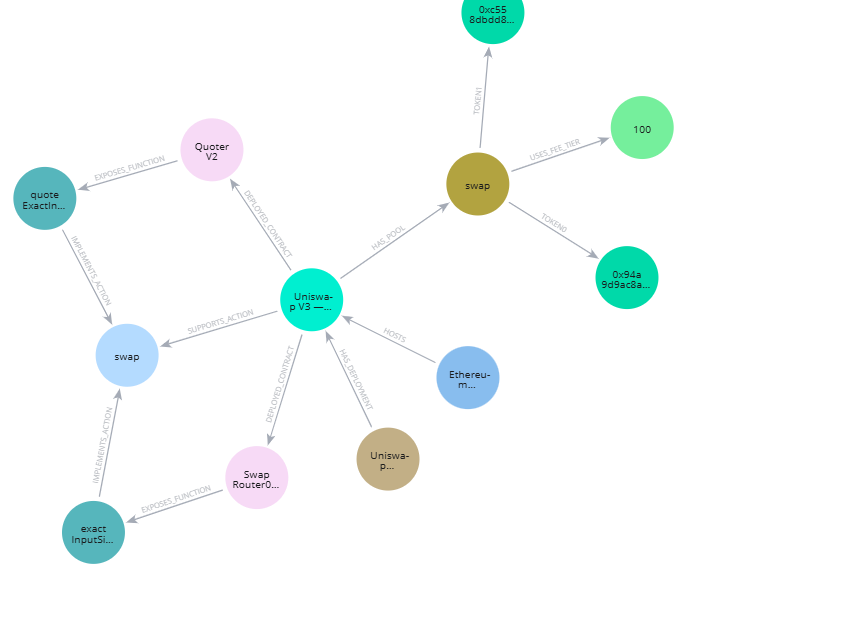 0xc55
8dbdd8...
TOKEN1
100
USES_FEE_TIER
Quoter
V2
EXPOSES_FUNCTION
quote
ExactIn...
swap
DEPLOYED_CONTRACT
HAS_POOL
TOKEN0
IMPLEMENTS_ACTION
0x94a
9d9ac8a...
Uniswa-
p V3 —...
SUPPORTS_ACTION
HOSTS
swap
DEPLOYED_CONTRACT
HAS_DEPLOYMENT
Ethereu-
m...
IMPLEMENTS_ACTION
Uniswa-
p...
Swap
Router0...
EXPOSES_FUNCTION
exact
InputSi...